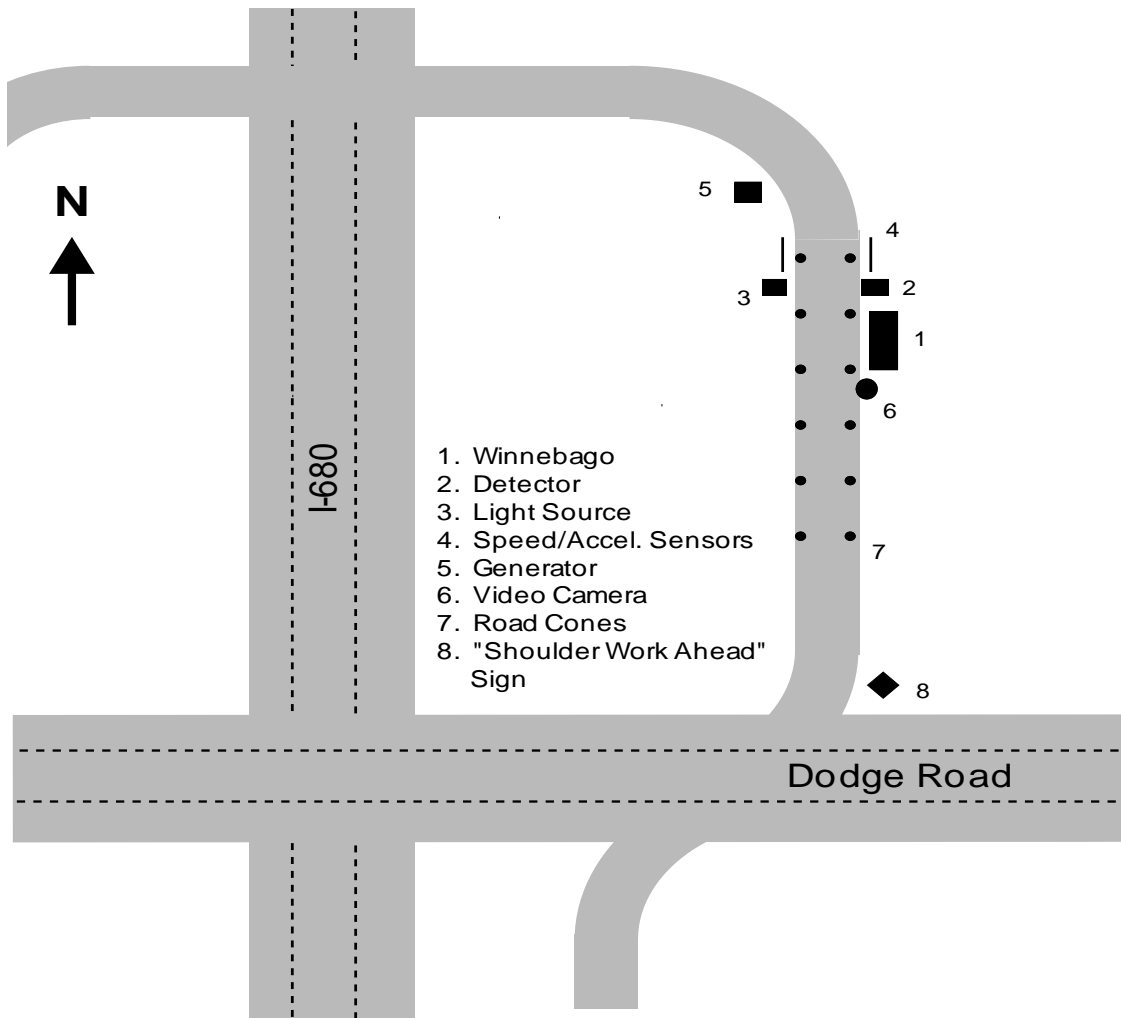 5
N
4
3
2
1
6
I-680
1. Winnebago
2. Detector
3. Light Source
4. Speed/Accel. Sensors
5. Generator
6. Video Camera
7. Road Cones
8. "Shoulder Work Ahead"
Sign
7
8
Dodge Road